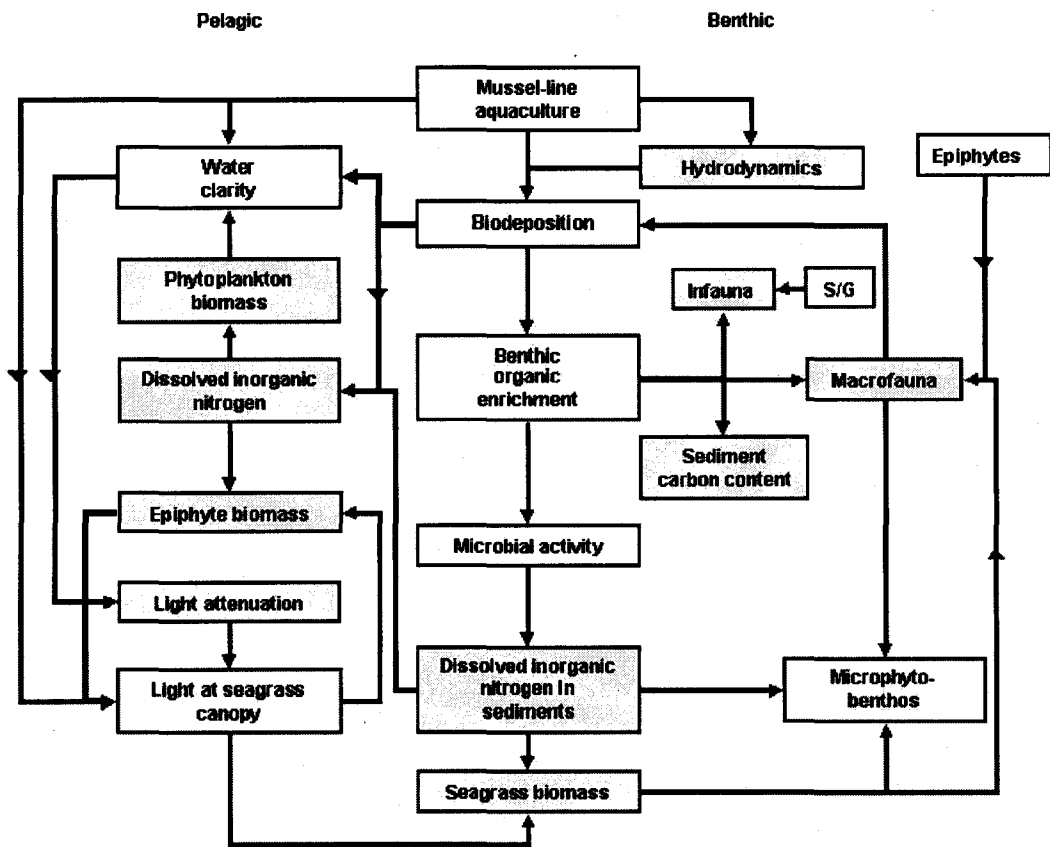 Pelagic
Benthic
Mussel-line
aquaculture
Water
clarity
Hydrodynamics
Epiphytes
Biodeposition
Phytoplankton
biomass
Infauna
S/G
Dissolved inorganic
nitrogen
Benthic
organic
enrichment
Macrofauna
Sediment
carbon content
Epiphyte biomass
Microbial activity
Light attenuation
Light at seagrass
canopy
Dissolved inorganic
nitrogen In
sediments
Microphyto-
benthos
Seagrass biomass